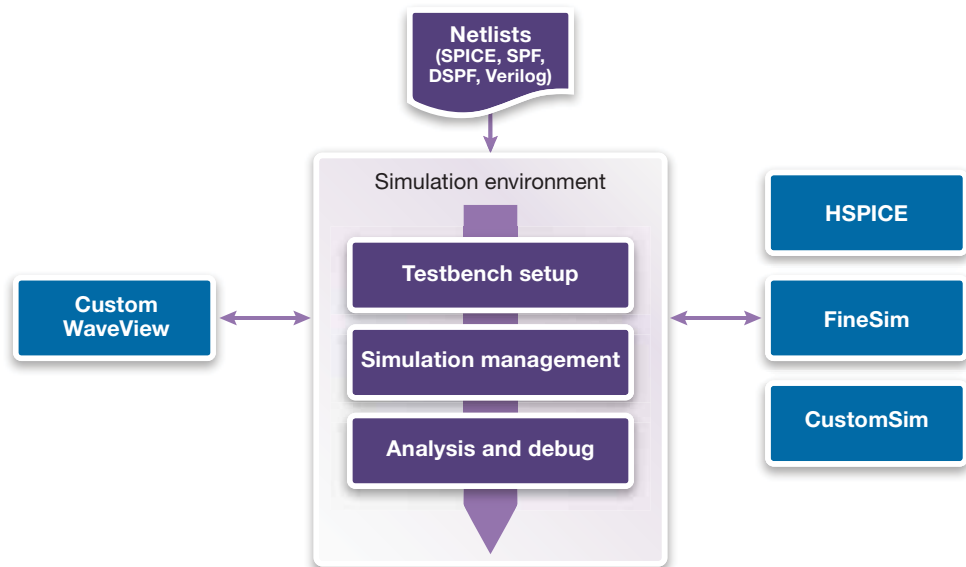 Netlists
(SPICE, SPF,
DSPF, Verilog)
Simulation environment
Testbench setup
Simulation management
Analysis and debug
Custom
WaveView
HSPICE
FineSim
CustomSim